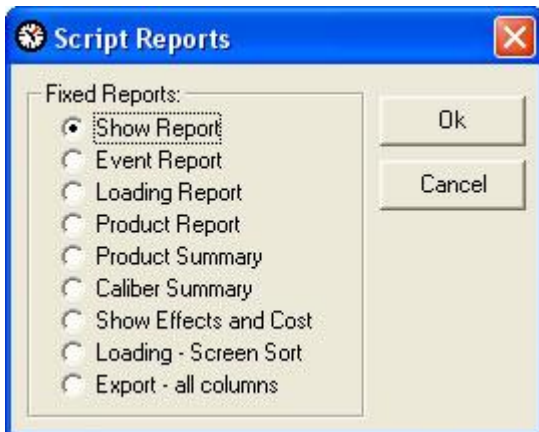 Script Reports
Fixed Reports:
Show Report
Event Report
Loading Report
Product Report
Product Summary
Caliber Summary
Show Effects and Cost
Loading - Screen Sort
Export - all columns
Ok
Cancel